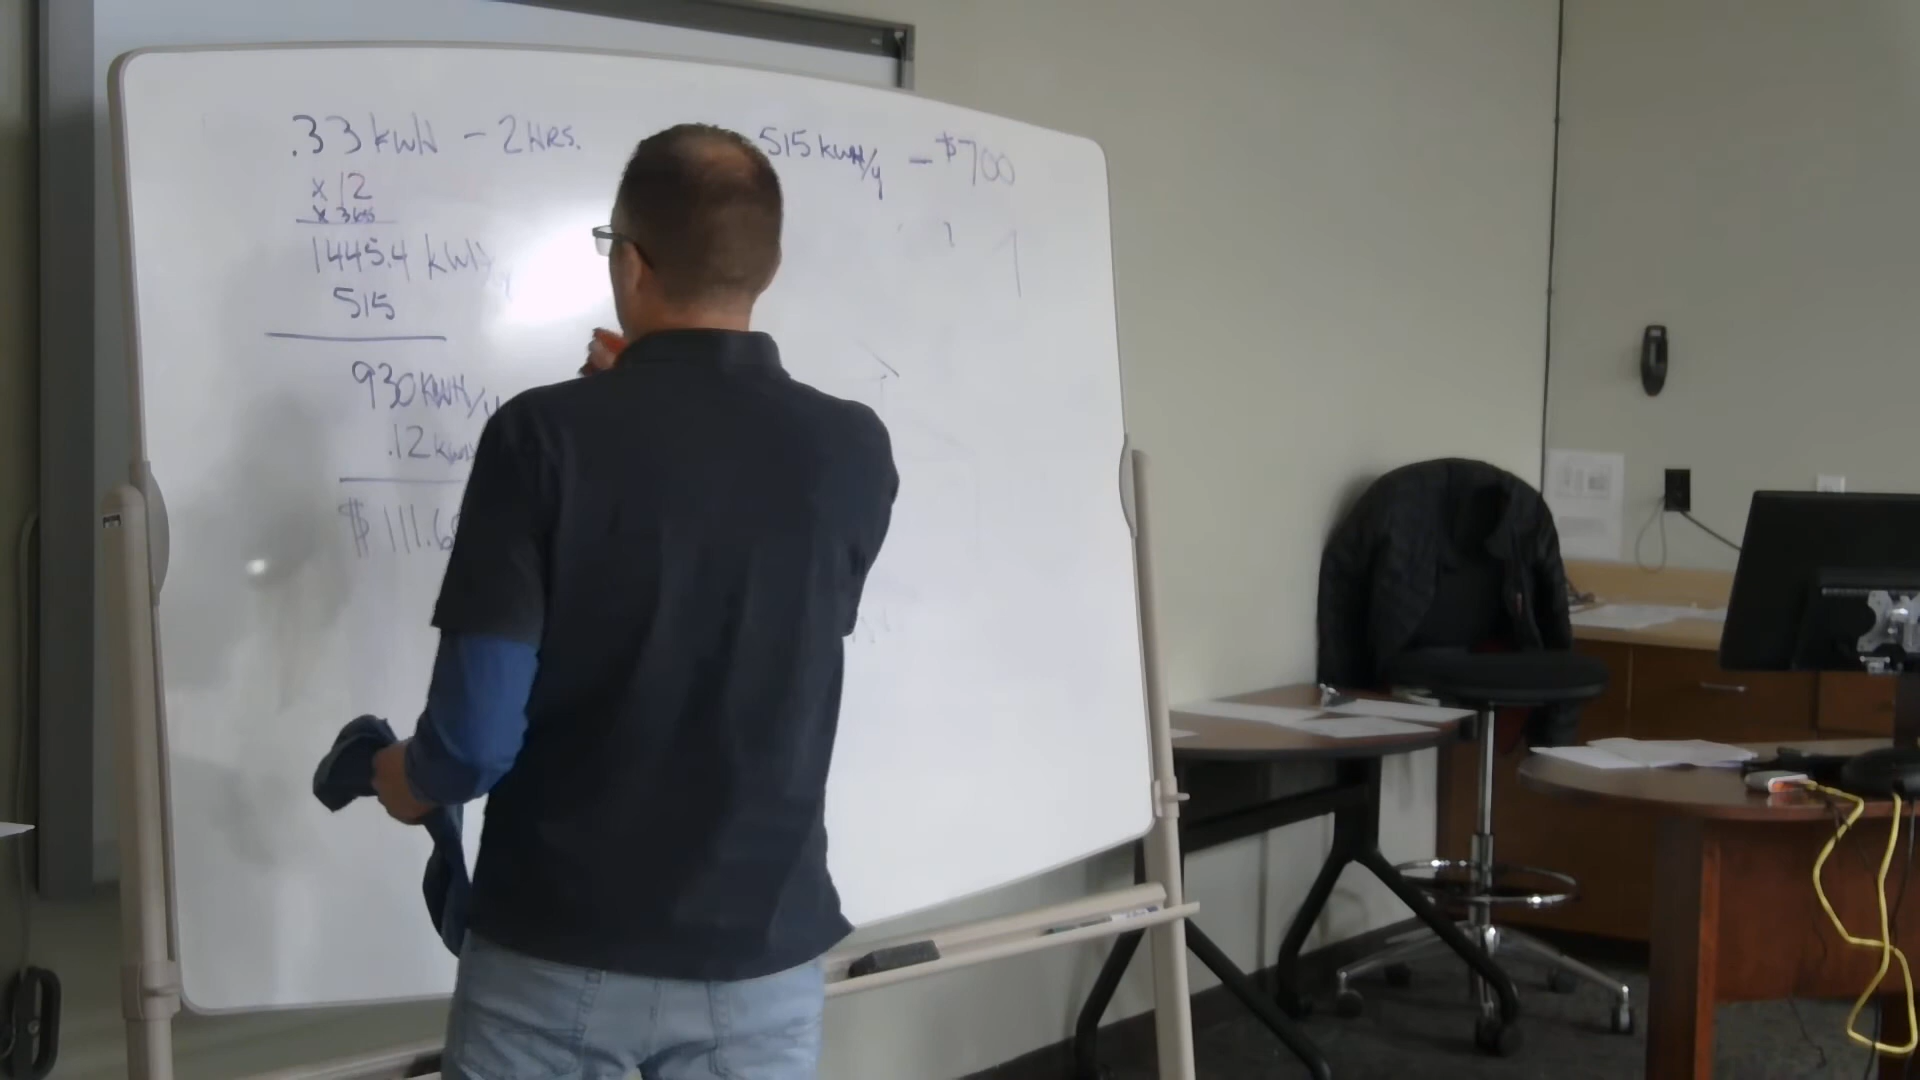 .33 kWH - 2 HRS.
x 12
x 365
1445.4 kWH/y
515
930 KWH/y
.12 kWH
$ 111.6
515 KWH/y - $700